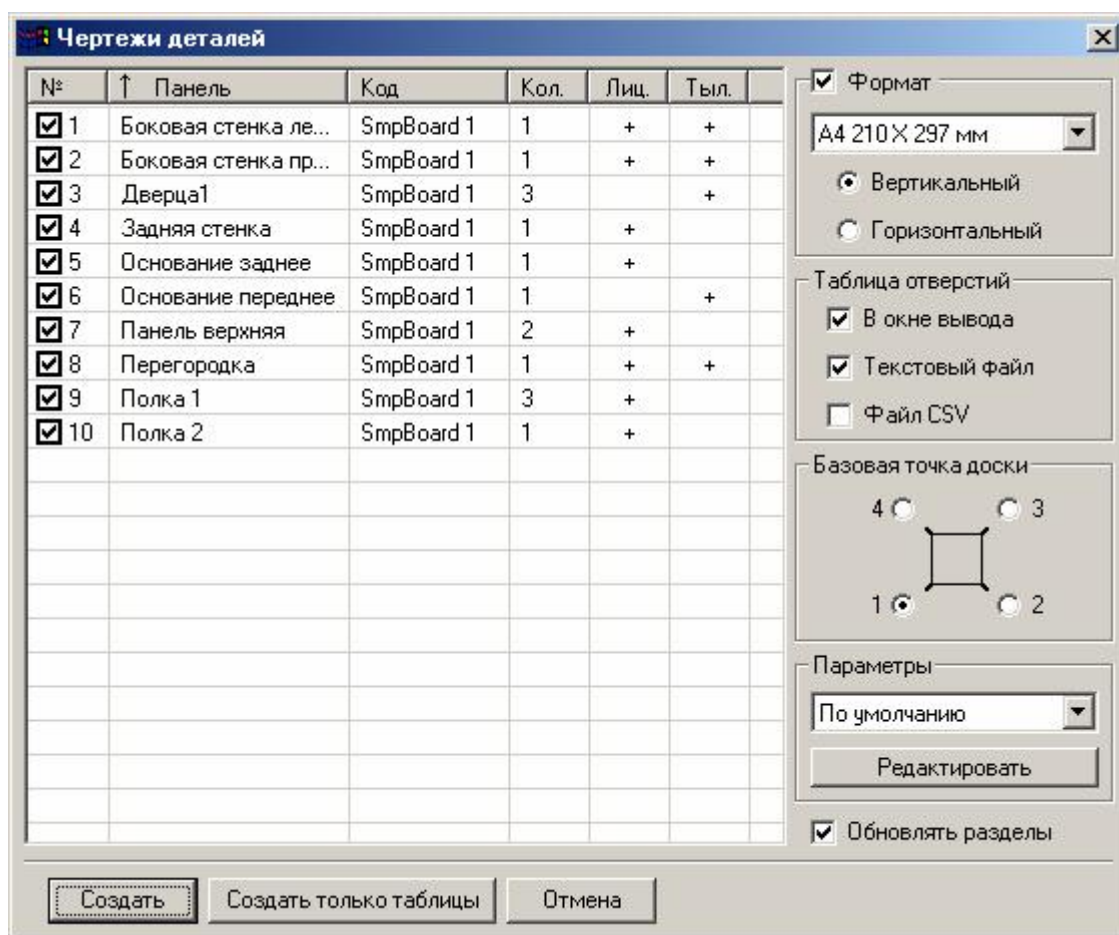 Чертежи деталей
№ ↑ Панель Код Кол. Лиц. Тыл.
1 Боковая стенка ле... SmpBoard 1 1 + +
2 Боковая стенка пр... SmpBoard 1 1 + +
3 Дверца1 SmpBoard 1 3 +
4 Задняя стенка SmpBoard 1 1 +
5 Основание заднее SmpBoard 1 1 +
6 Основание переднее SmpBoard 1 1 +
7 Панель верхняя SmpBoard 1 2 +
8 Перегородка SmpBoard 1 1 + +
9 Полка 1 SmpBoard 1 3 +
10 Полка 2 SmpBoard 1 1 +
Формат
А4 210 X 297 мм
Вертикальный
Горизонтальный
Таблица отверстий
В окне вывода
Текстовый файл
Файл CSV
Базовая точка доски
4 3
1 2
Параметры
По умолчанию
Редактировать
Обновлять разделы
Создать Создать только таблицы Отмена